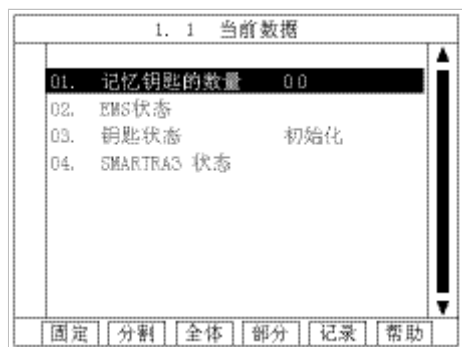 1. 1 当前数据
01. 记忆钥匙的数量 00
02. EMS状态
03. 钥匙状态 初始化
04. SMARTRA3 状态
固定 分割 全体 部分 记录 帮助